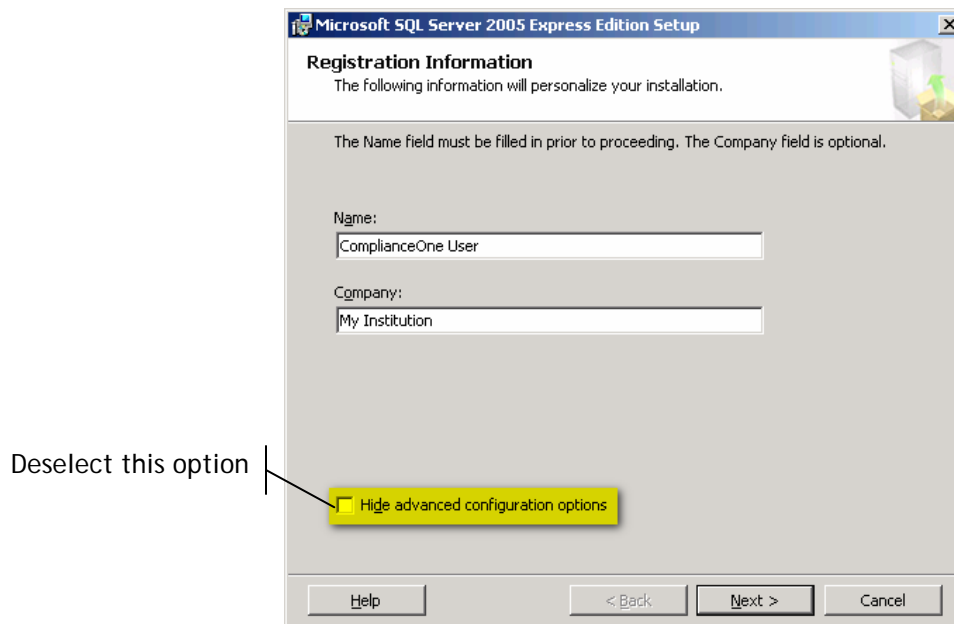 Microsoft SQL Server 2005 Express Edition Setup
Registration Information
The following information will personalize your installation.
The Name field must be filled in prior to proceeding. The Company field is optional.
Name:
ComplianceOne User
Company:
My Institution
Deselect this option
Hide advanced configuration options
Help
< Back
Next >
Cancel